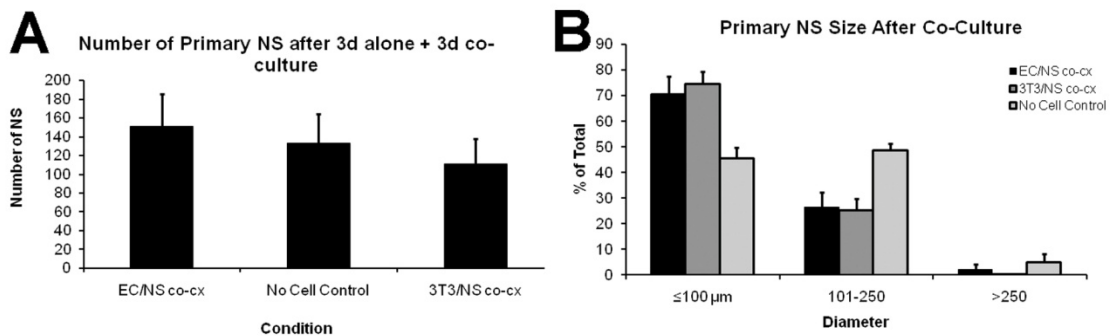 A
Number of Primary NS after 3d alone + 3d co-
culture
Number of NS
200
180
160
140
120
100
80
60
40
20
0
EC/NS co-cx
No Cell Control
3T3/NS co-cx
Condition
B
Primary NS Size After Co-Culture
% of Total
90
80
70
60
50
40
30
20
10
0
EC/NS co-cx
3T3/NS co-cx
No Cell Control
≤100 µm
101-250
>250
Diameter